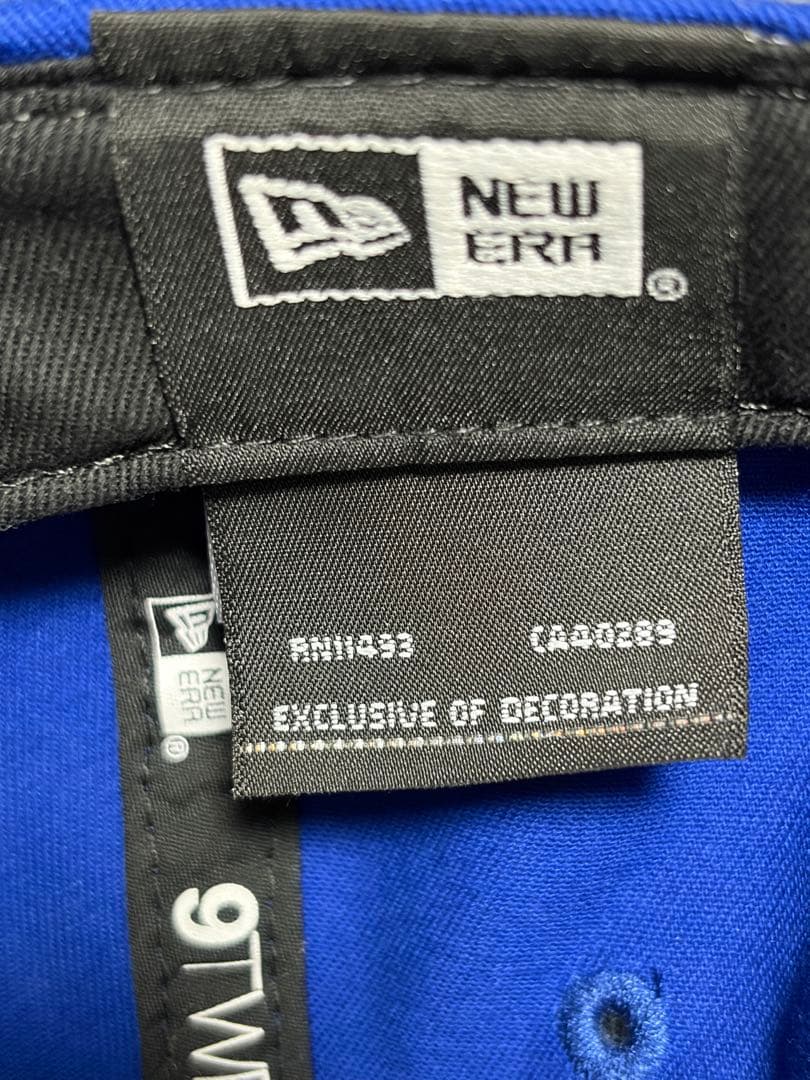 NEW
ERA
®
RN11493 CA40289
EXCLUSIVE OF DECORATION
NEW
ERA
®
9TW